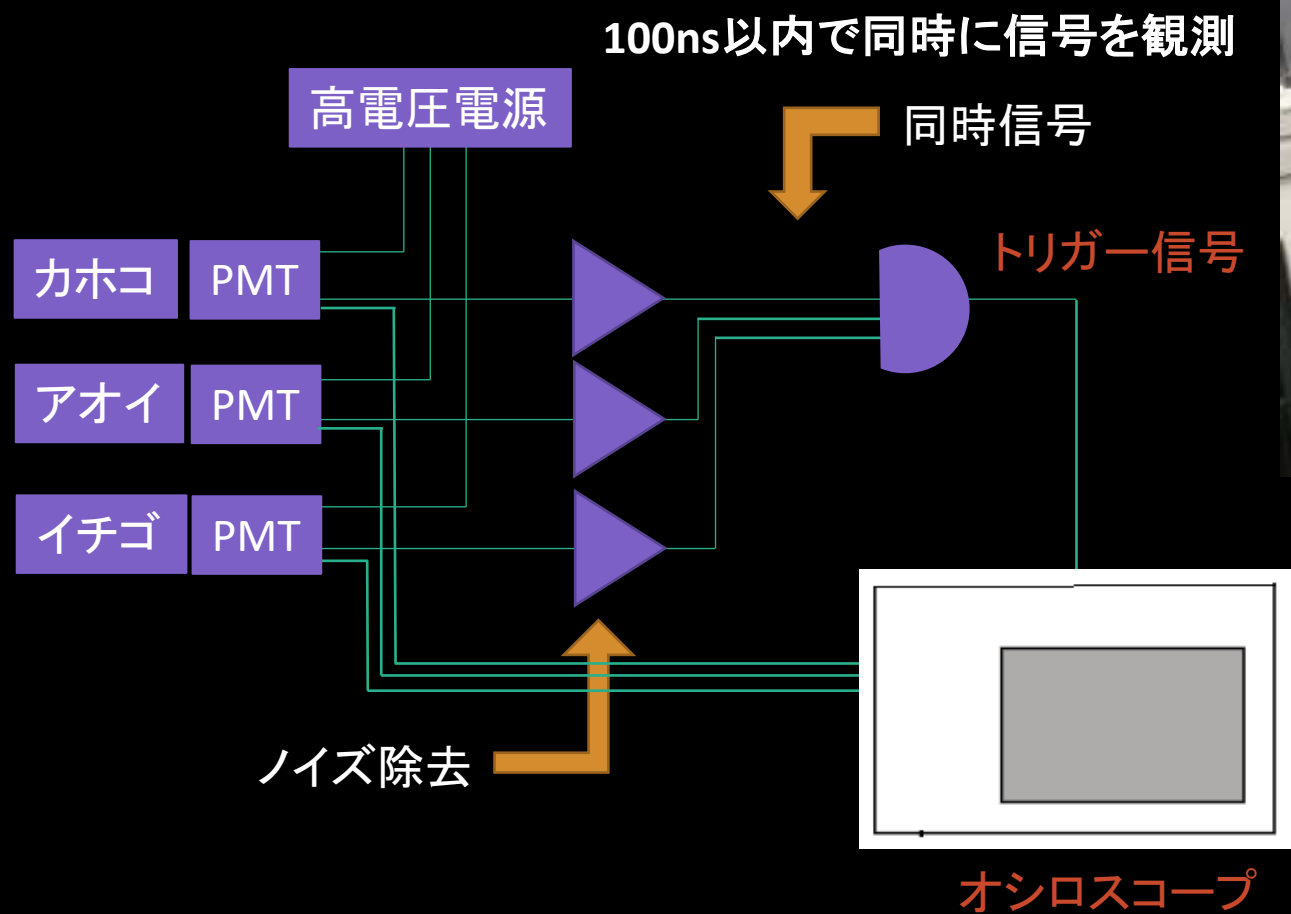 100ns以内で同時に信号を観測
高電圧電源
同時信号
トリガー信号
カホコ
PMT
アオイ
PMT
イチゴ
PMT
ノイズ除去
オシロスコープ